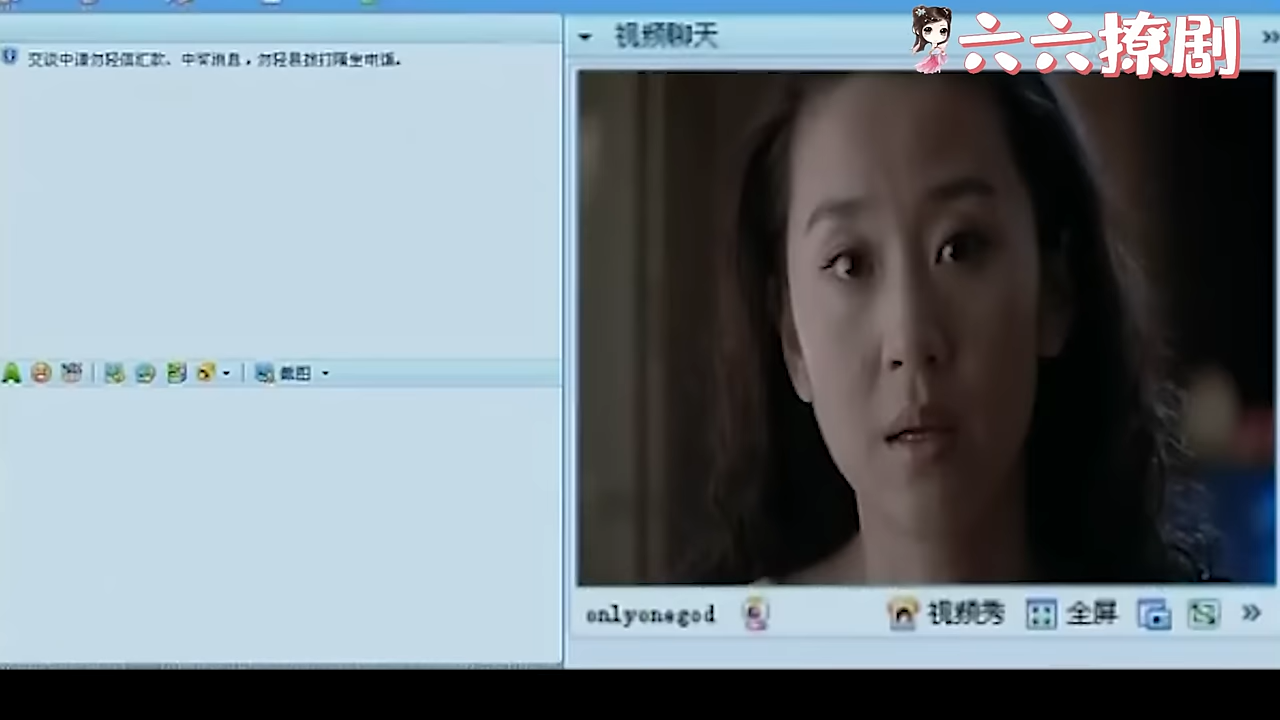 视频聊天
六六撩剧
交谈中请勿轻信汇款、中奖消息，勿轻易拨打陌生电话。
截图
onlyonegod
视频秀
全屏